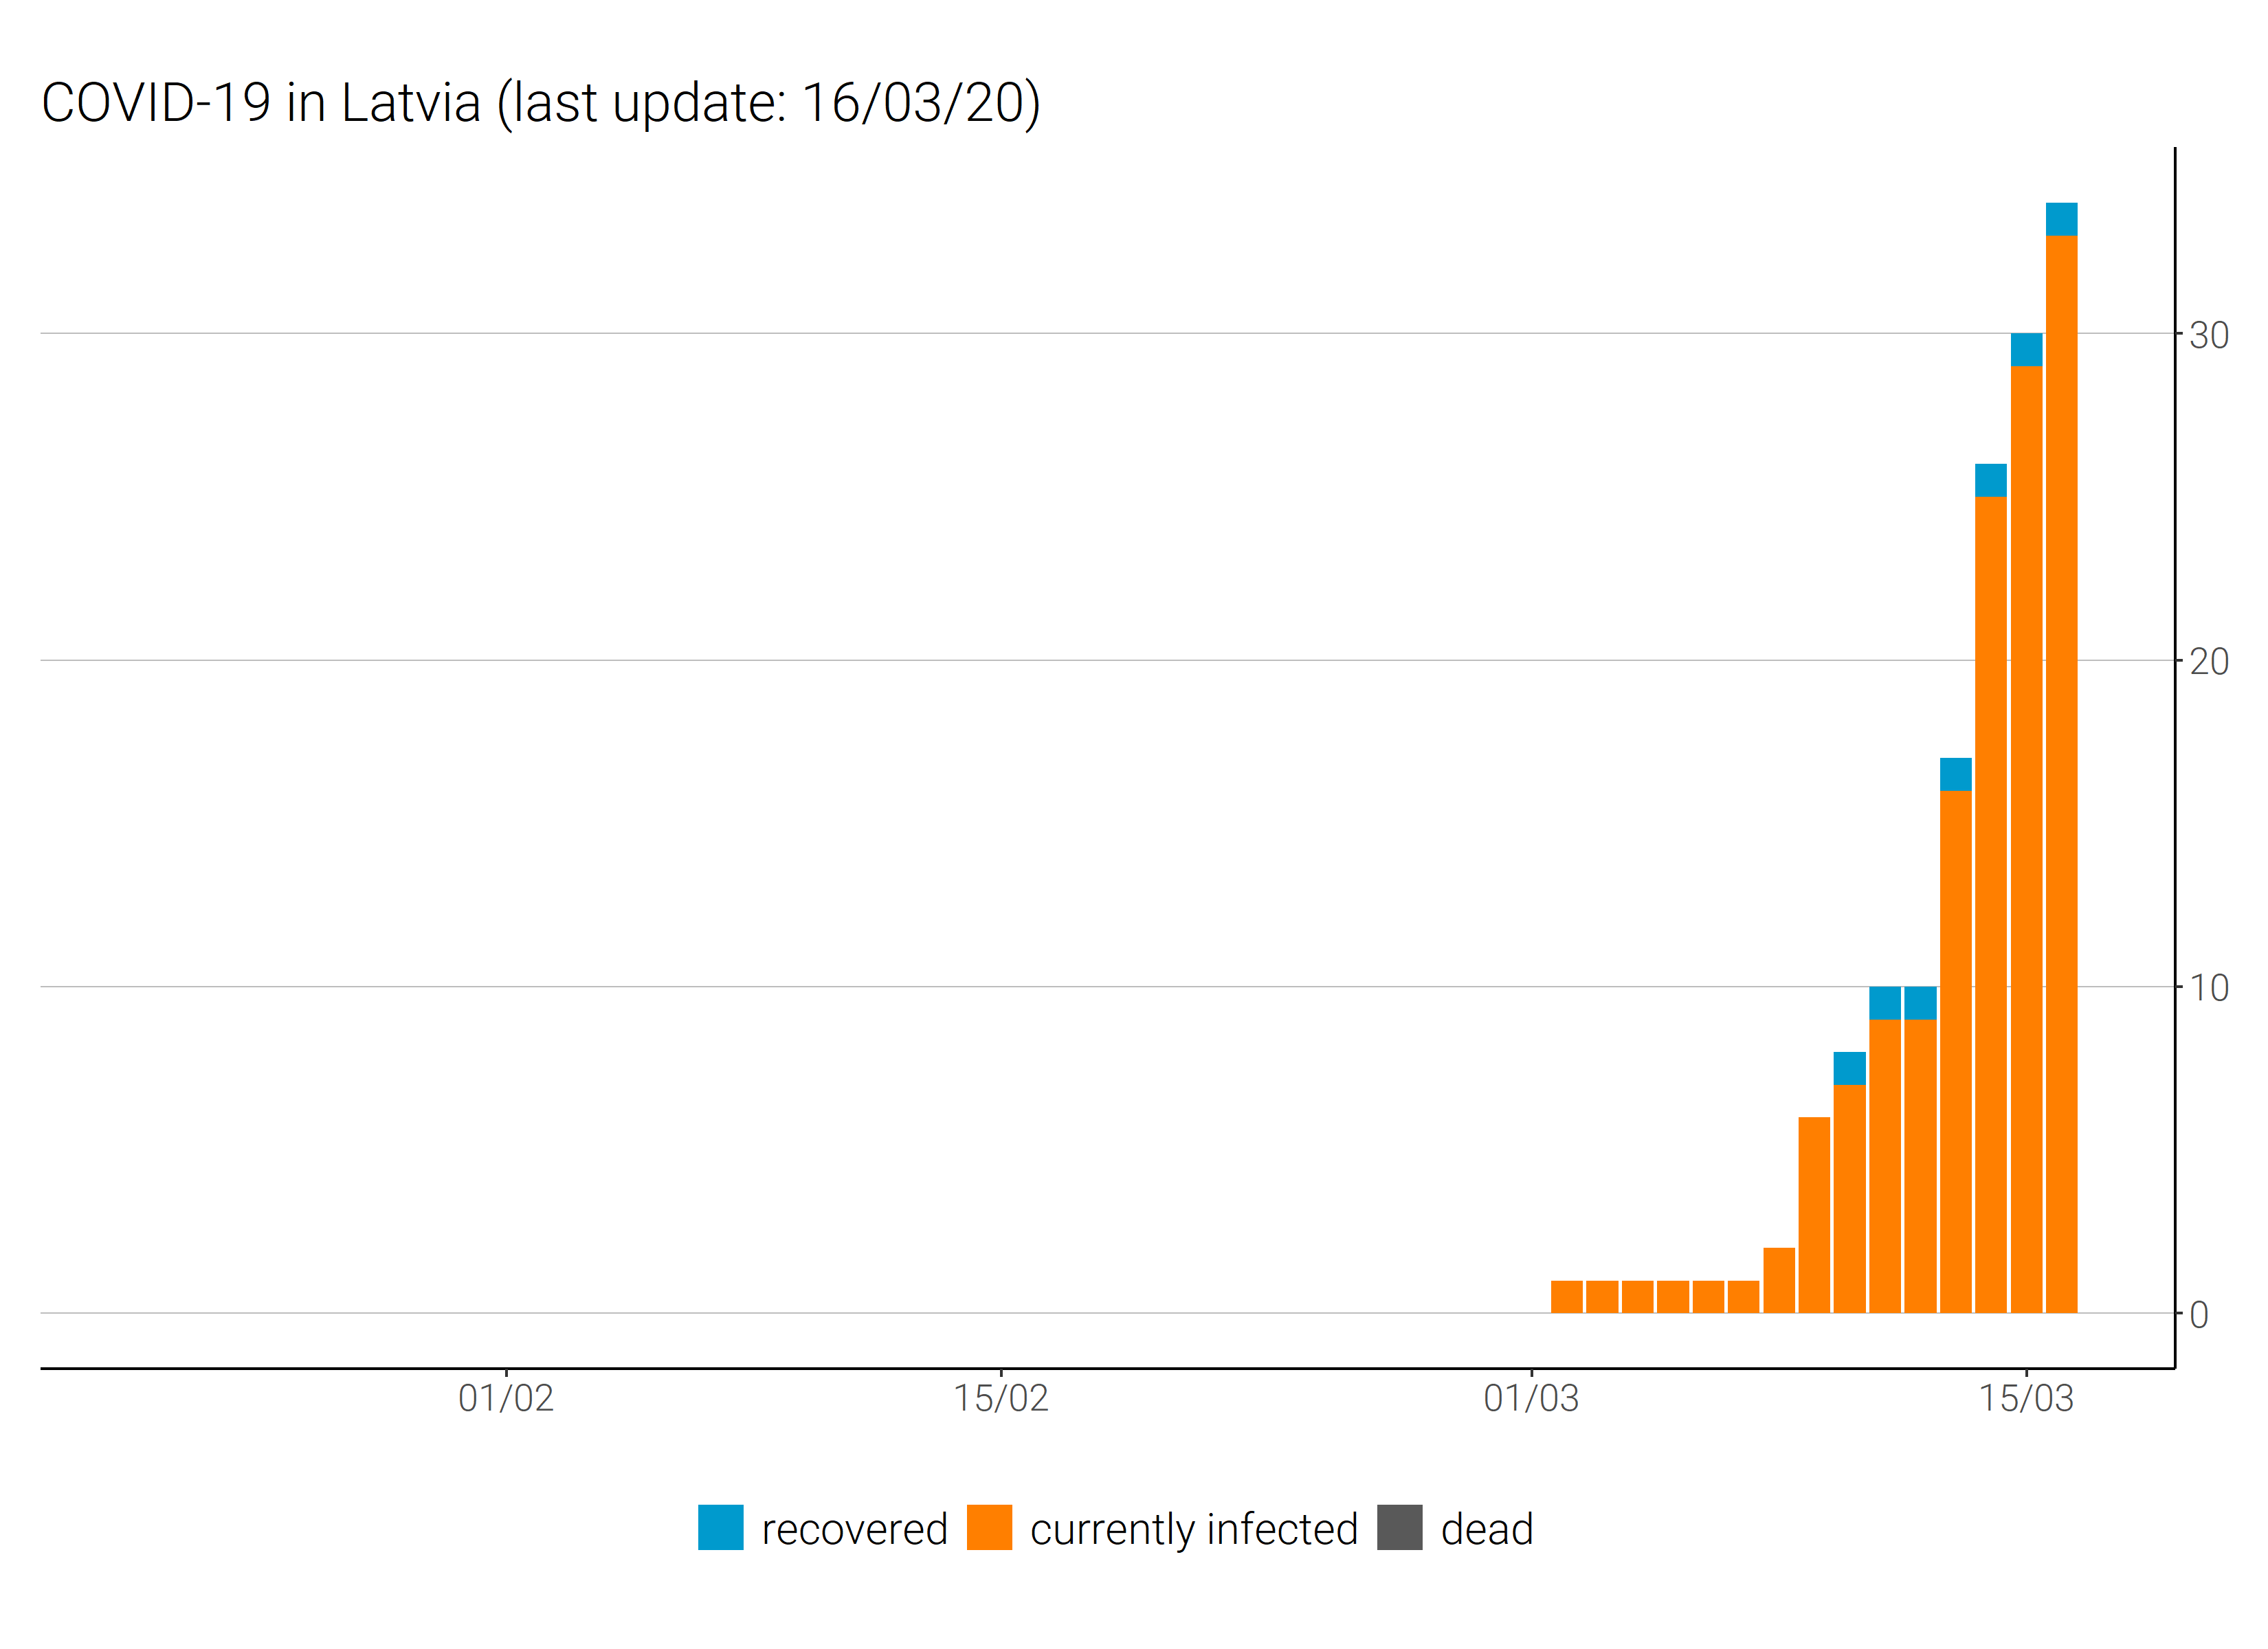 COVID-19 in Latvia (last update: 16/03/20)
30
20
10
0
01/02 15/02 01/03 15/03
recovered currently infected dead